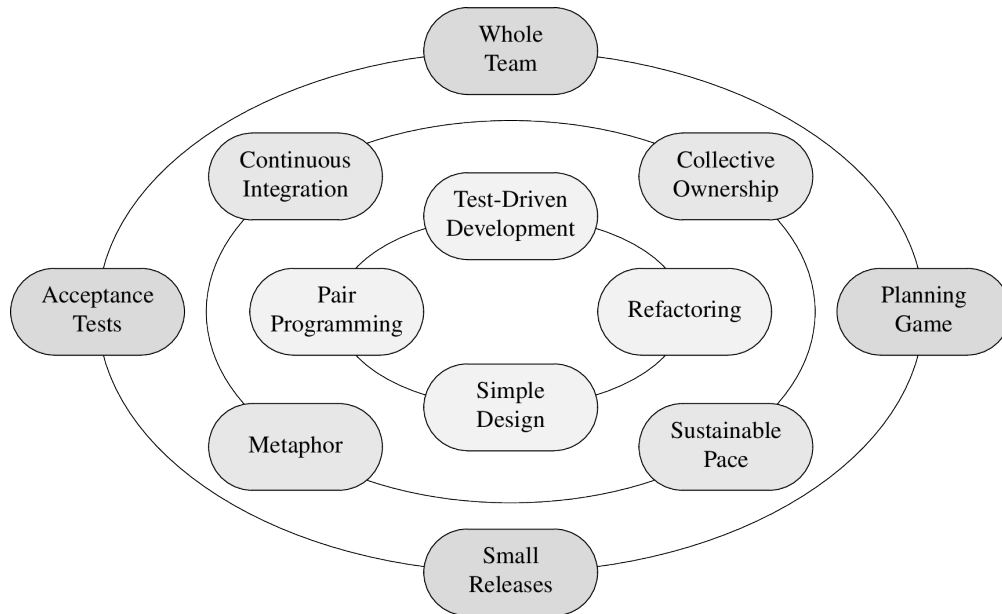 Whole
Team
Continuous
Integration
Collective
Ownership
Test-Driven
Development
Acceptance
Tests
Pair
Programming
Refactoring
Planning
Game
Simple
Design
Metaphor
Sustainable
Pace
Small
Releases